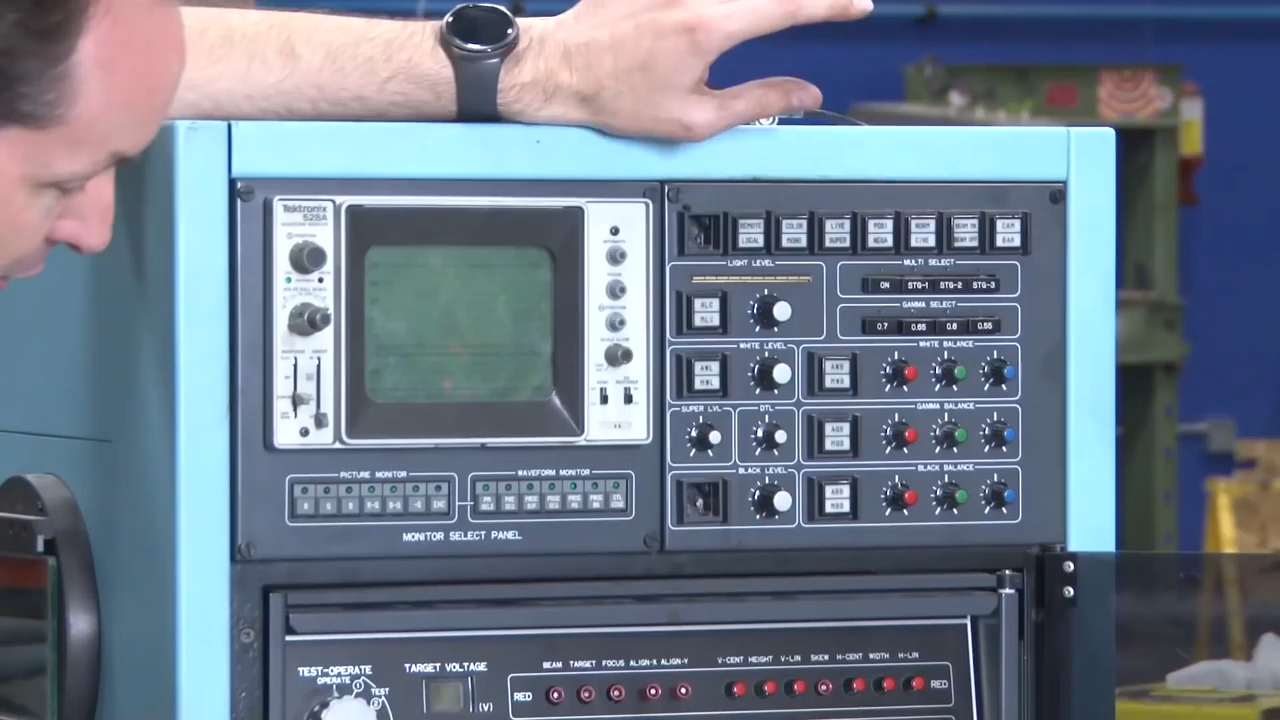 Tektronix
528A
REMOTE
LOCAL
COLOR
MONO
LIVE
SUPER
POSI
NEGA
NORM
CINE
BEAM ON
BEAM OFF
CAM
BAR
LIGHT LEVEL
ALC
MLC
MULTI SELECT
ON STG-1 STG-2 STG-3
GAMMA SELECT
0.7 0.65 0.6 0.55
WHITE LEVEL
AWL
MWL
WHITE BALANCE
AWB
MWB
SUPER LVL
DTL
GAMMA BALANCE
AGB
MGB
BLACK LEVEL
BLACK BALANCE
ABB
MBB
PICTURE MONITOR
R G B R-G B-G -G ENC
WAVEFORM MONITOR
MONITOR SELECT PANEL
TEST-OPERATE
OPERATE
1
TEST
2
TARGET VOLTAGE
(V)
BEAM TARGET FOCUS ALIGN-X ALIGN-Y
V-CENT HEIGHT V-LIN SKEW H-CENT WIDTH H-LIN
RED
RED